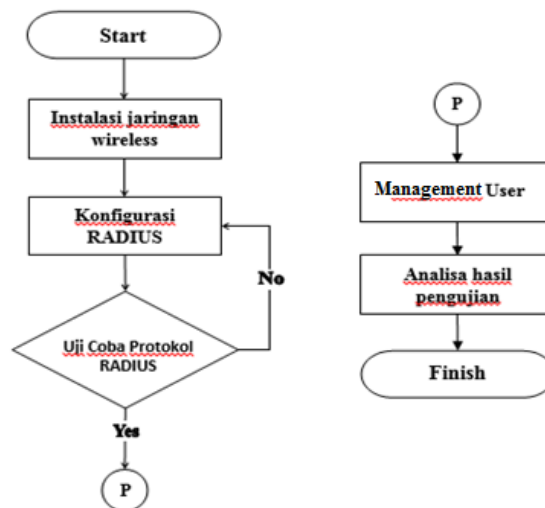 Start
Instalasi jaringan
wireless
Konfigurasi
RADIUS
No
Uji Coba Protokol
RADIUS
Yes
P
P
Management User
Analisa hasil
pengujian
Finish